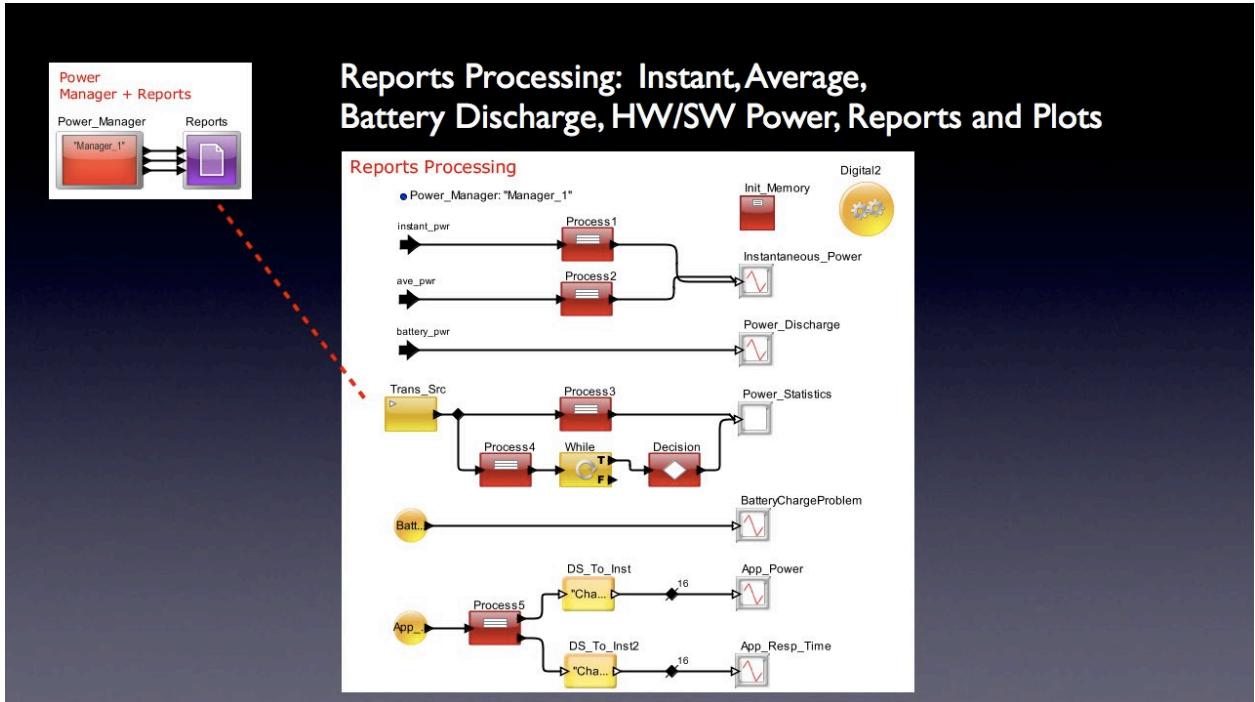 Power
Manager + Reports
Power_Manager
Reports
"Manager_1"
Reports Processing: Instant, Average,
Battery Discharge, HW/SW Power, Reports and Plots
Reports Processing
Power_Manager: "Manager_1"
Init_Memory
Digital2
instant_pwr
Process1
Instantaneous_Power
ave_pwr
Process2
battery_pwr
Power_Discharge
Trans_Src
Process3
Power_Statistics
Process4
While
Decision
T
F
BatteryChargeProblem
Batt...
DS_To_Inst
App_Power
"Cha...
16
Process5
App_...
DS_To_Inst2
App_Resp_Time
"Cha...
16